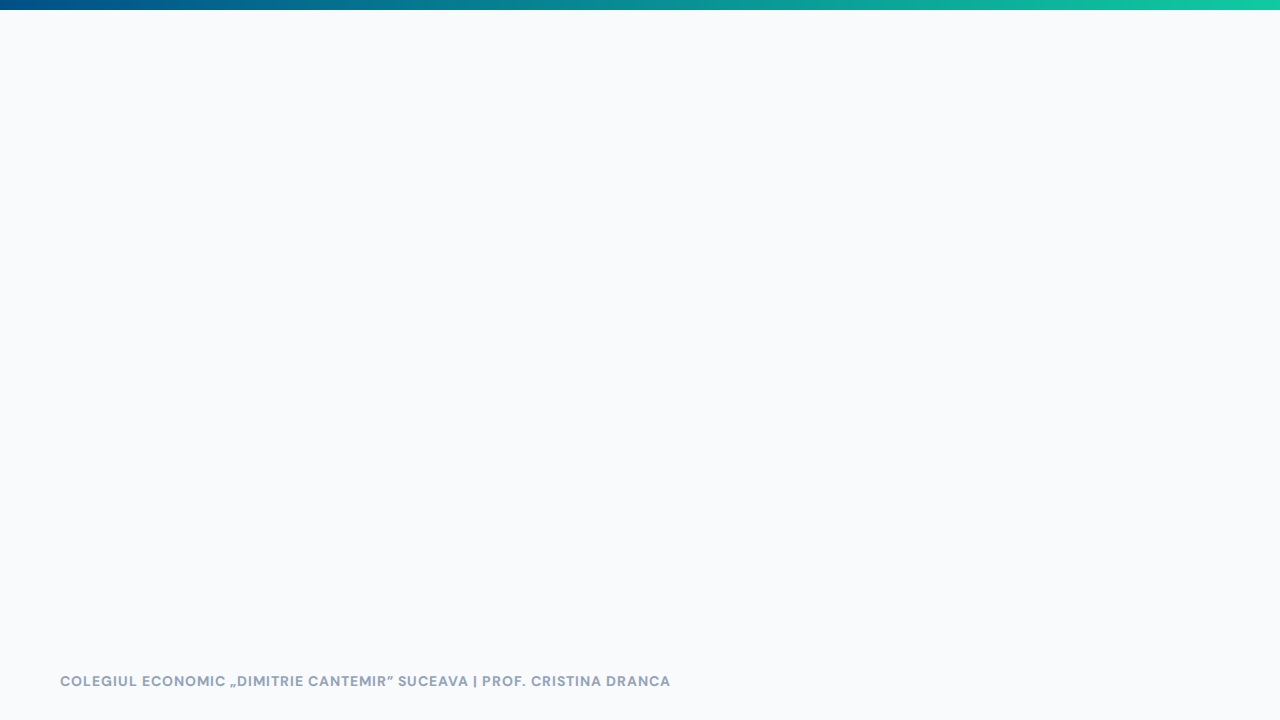 COLEGIUL ECONOMIC „DIMITRIE CANTEMIR” SUCEAVA | PROF. CRISTINA DRANCA